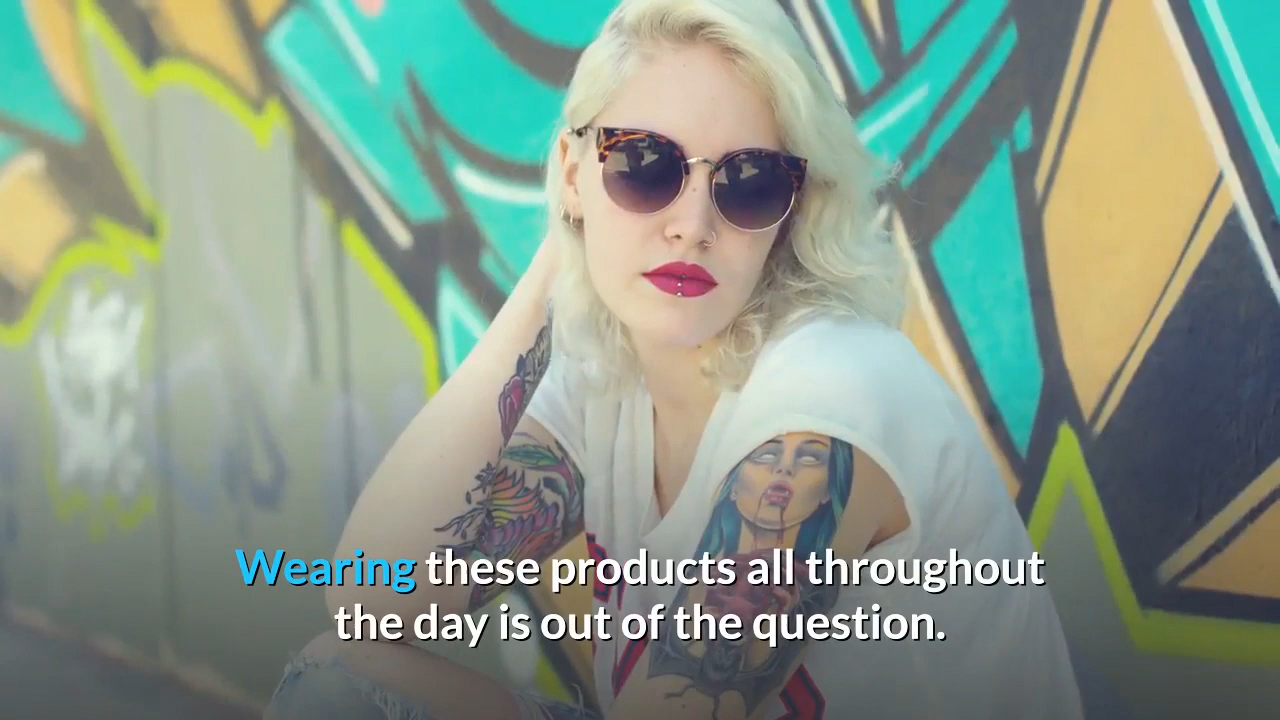 Wearing these products all throughout
the day is out of the question.